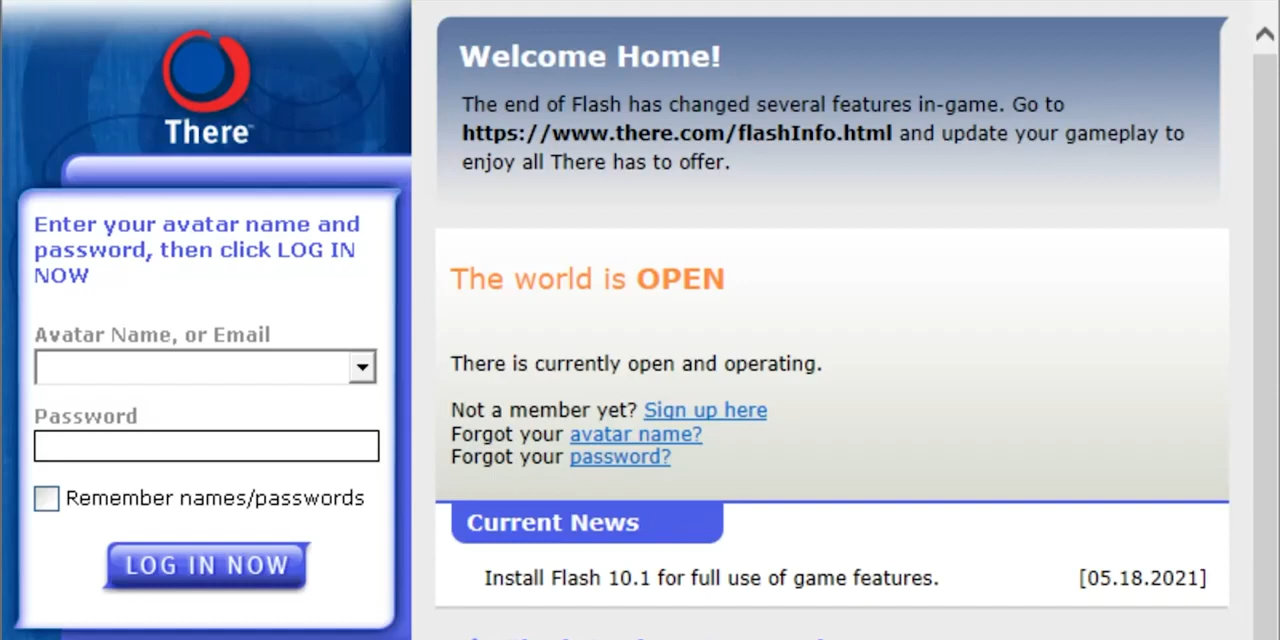 There
Enter your avatar name and
password, then click LOG IN
NOW
Avatar Name, or Email
Password
Remember names/passwords
LOG IN NOW
Welcome Home!
The end of Flash has changed several features in-game. Go to
https://www.there.com/flashInfo.html and update your gameplay to
enjoy all There has to offer.
The world is OPEN
There is currently open and operating.
Not a member yet? Sign up here
Forgot your avatar name?
Forgot your password?
Current News
Install Flash 10.1 for full use of game features. [05.18.2021]